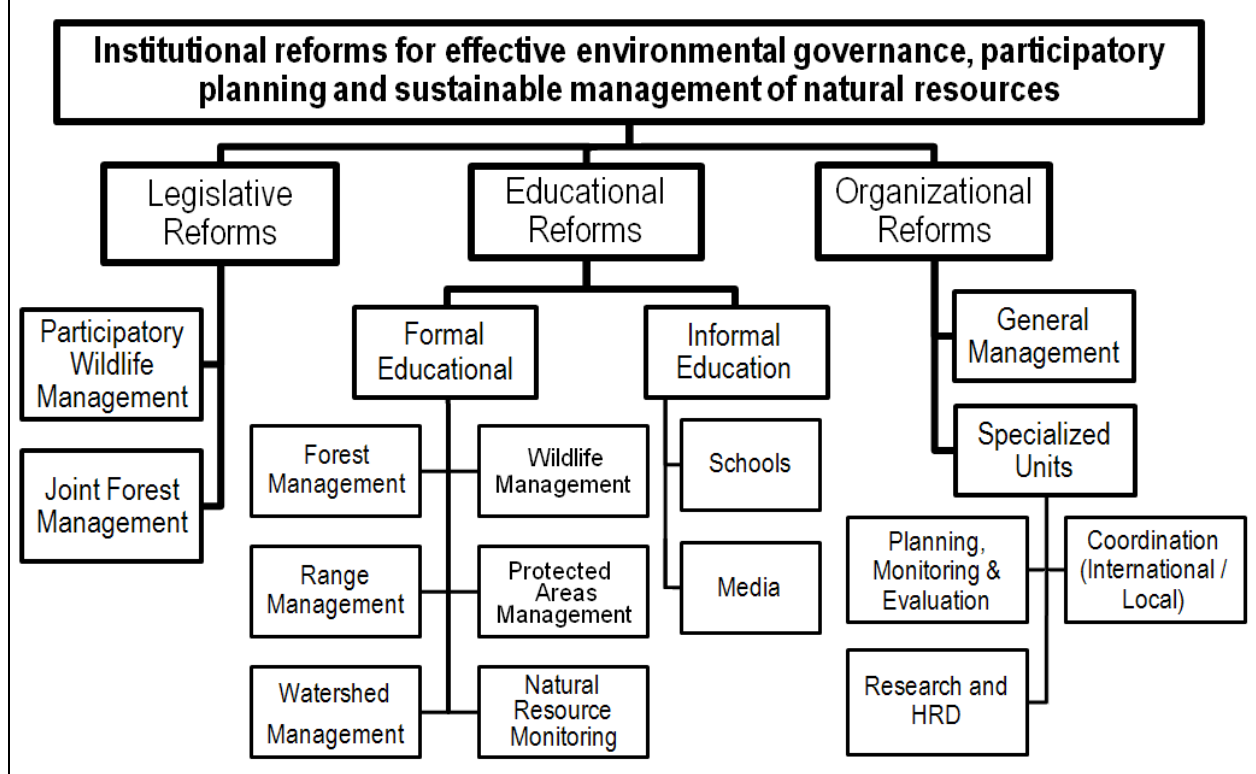 Institutional reforms for effective environmental governance, participatory
planning and sustainable management of natural resources
Legislative
Reforms
Educational
Reforms
Organizational
Reforms
Participatory
Wildlife
Management
Joint Forest
Management
Formal
Educational
Informal
Education
Forest
Management
Wildlife
Management
Range
Management
Protected
Areas
Management
Watershed
Management
Natural
Resource
Monitoring
Schools
Media
General
Management
Specialized
Units
Planning,
Monitoring &
Evaluation
Coordination
(International /
Local)
Research and
HRD